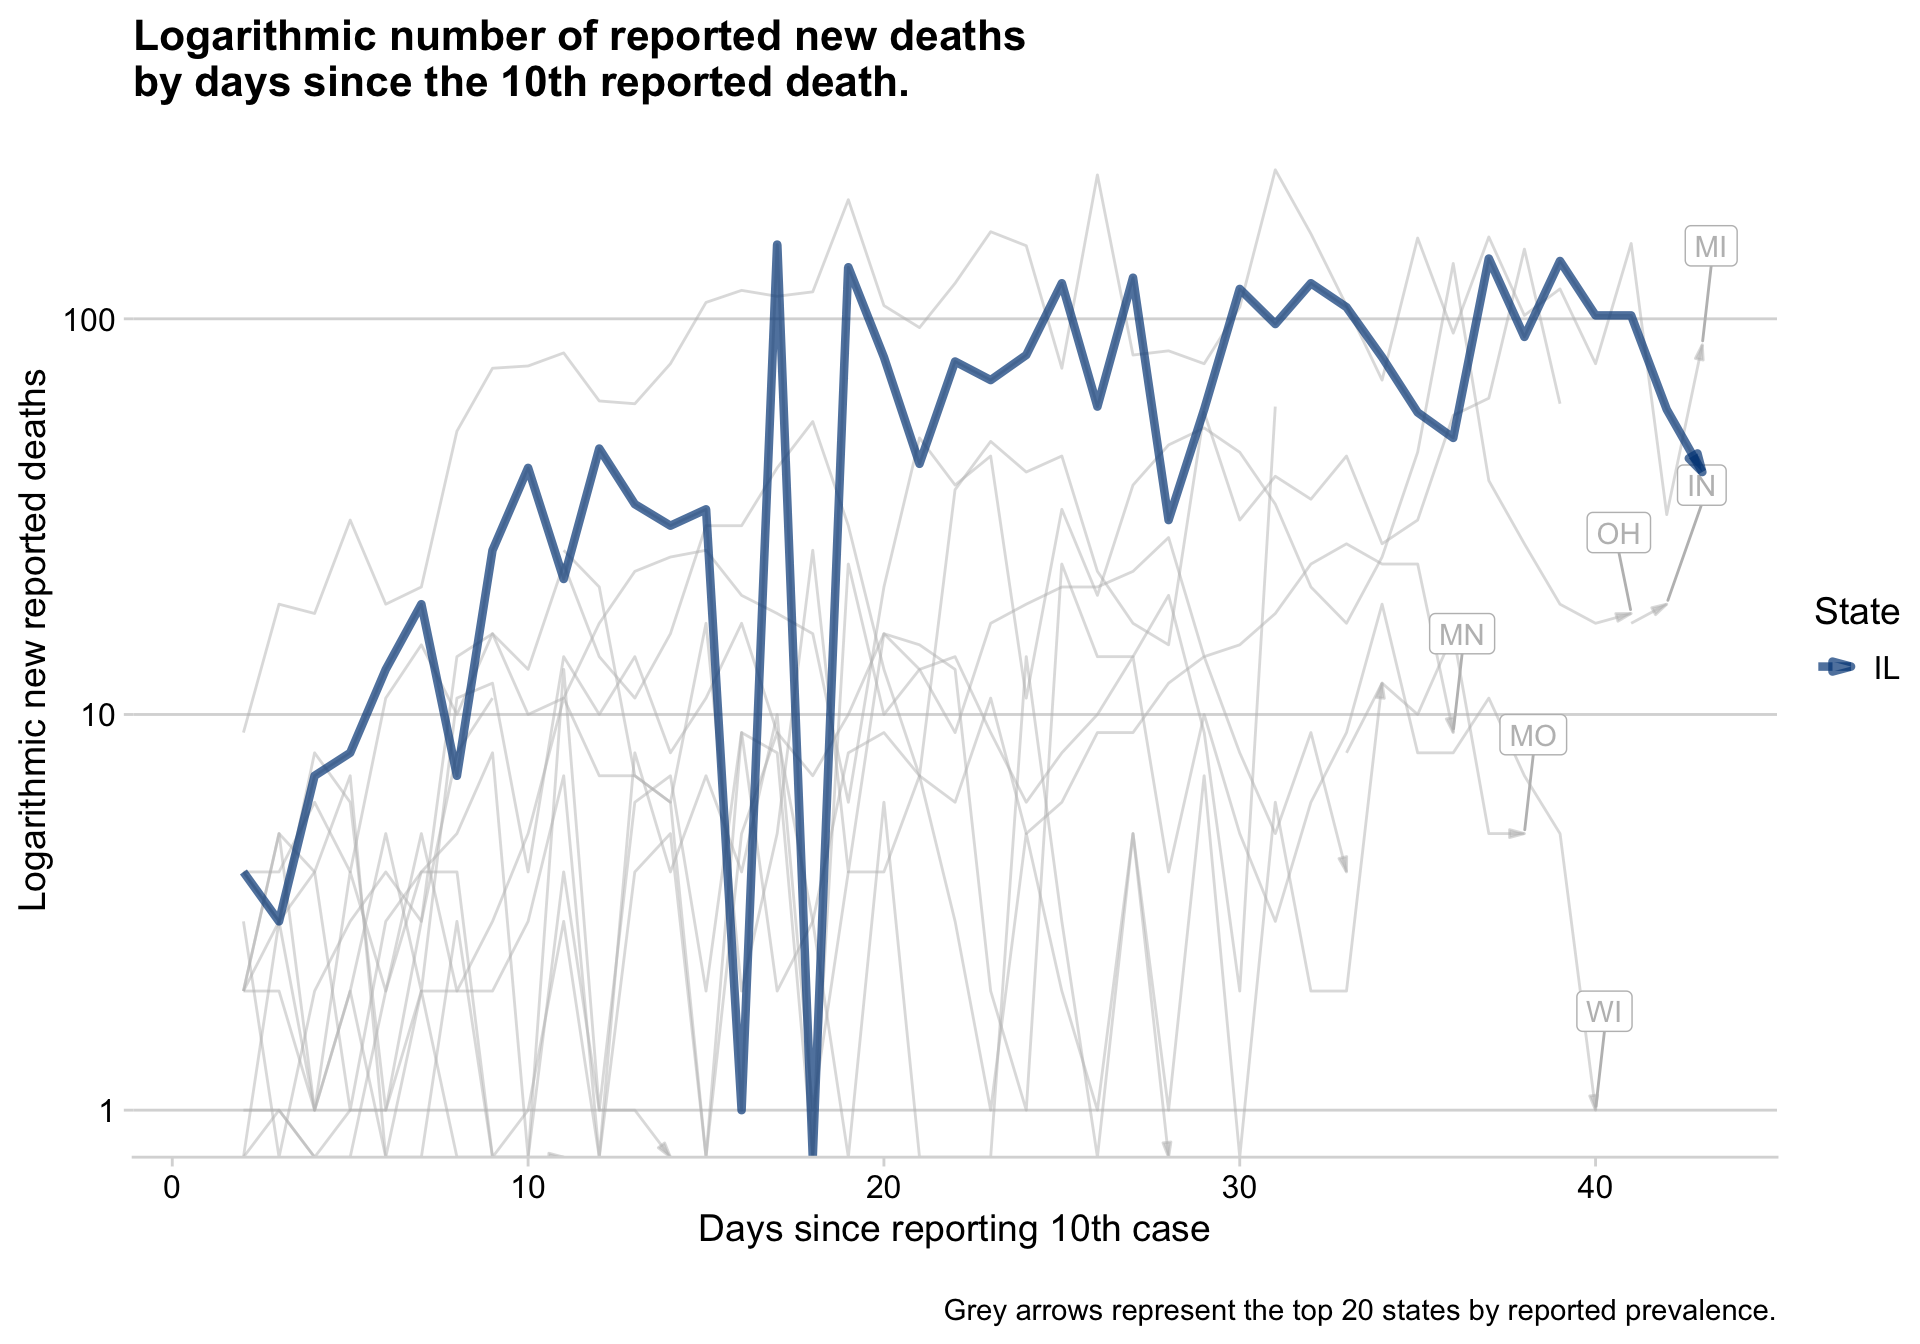 Logarithmic number of reported new deaths
by days since the 10th reported death.
Logarithmic new reported deaths
100
10
1
MI
IN
OH
MN
MO
WI
State
IL
0
10
20
30
40
Days since reporting 10th case
Grey arrows represent the top 20 states by reported prevalence.